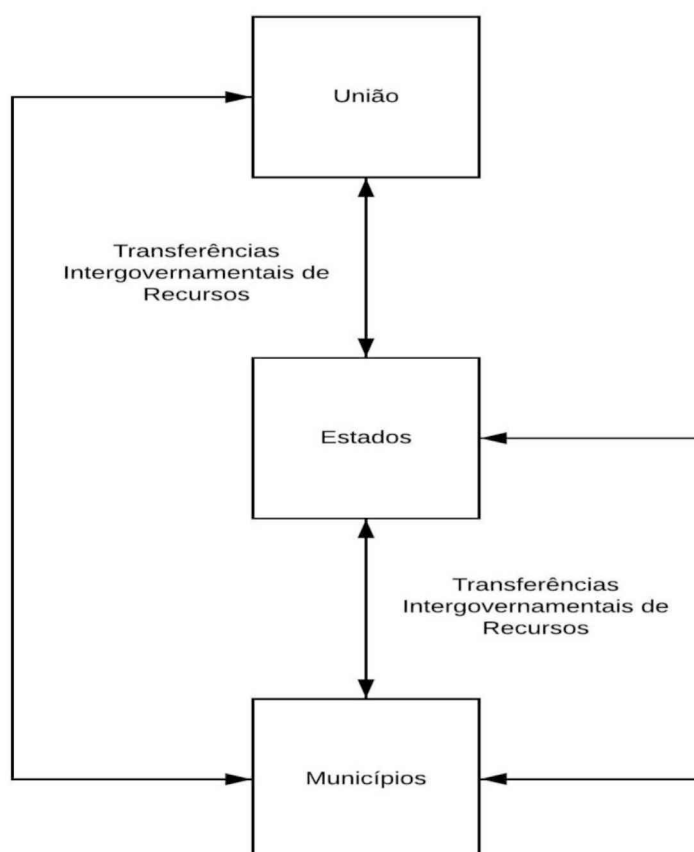 União
Transferências
Intergovernamentais de
Recursos
Estados
Transferências
Intergovernamentais de
Recursos
Municípios